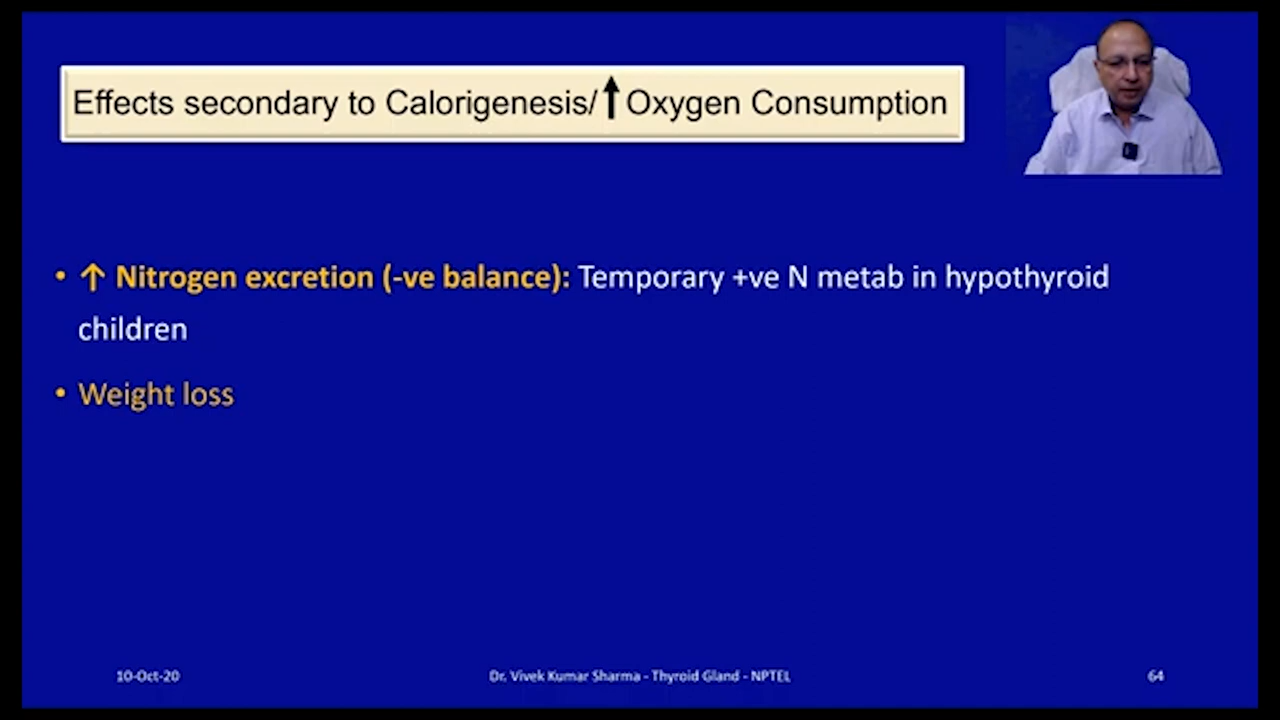 Effects secondary to Calorigenesis/↑Oxygen Consumption
• ↑ Nitrogen excretion (-ve balance): Temporary +ve N metab in hypothyroid
children
• Weight loss
10-Oct-20
Dr. Vivek Kumar Sharma - Thyroid Gland - NPTEL
64